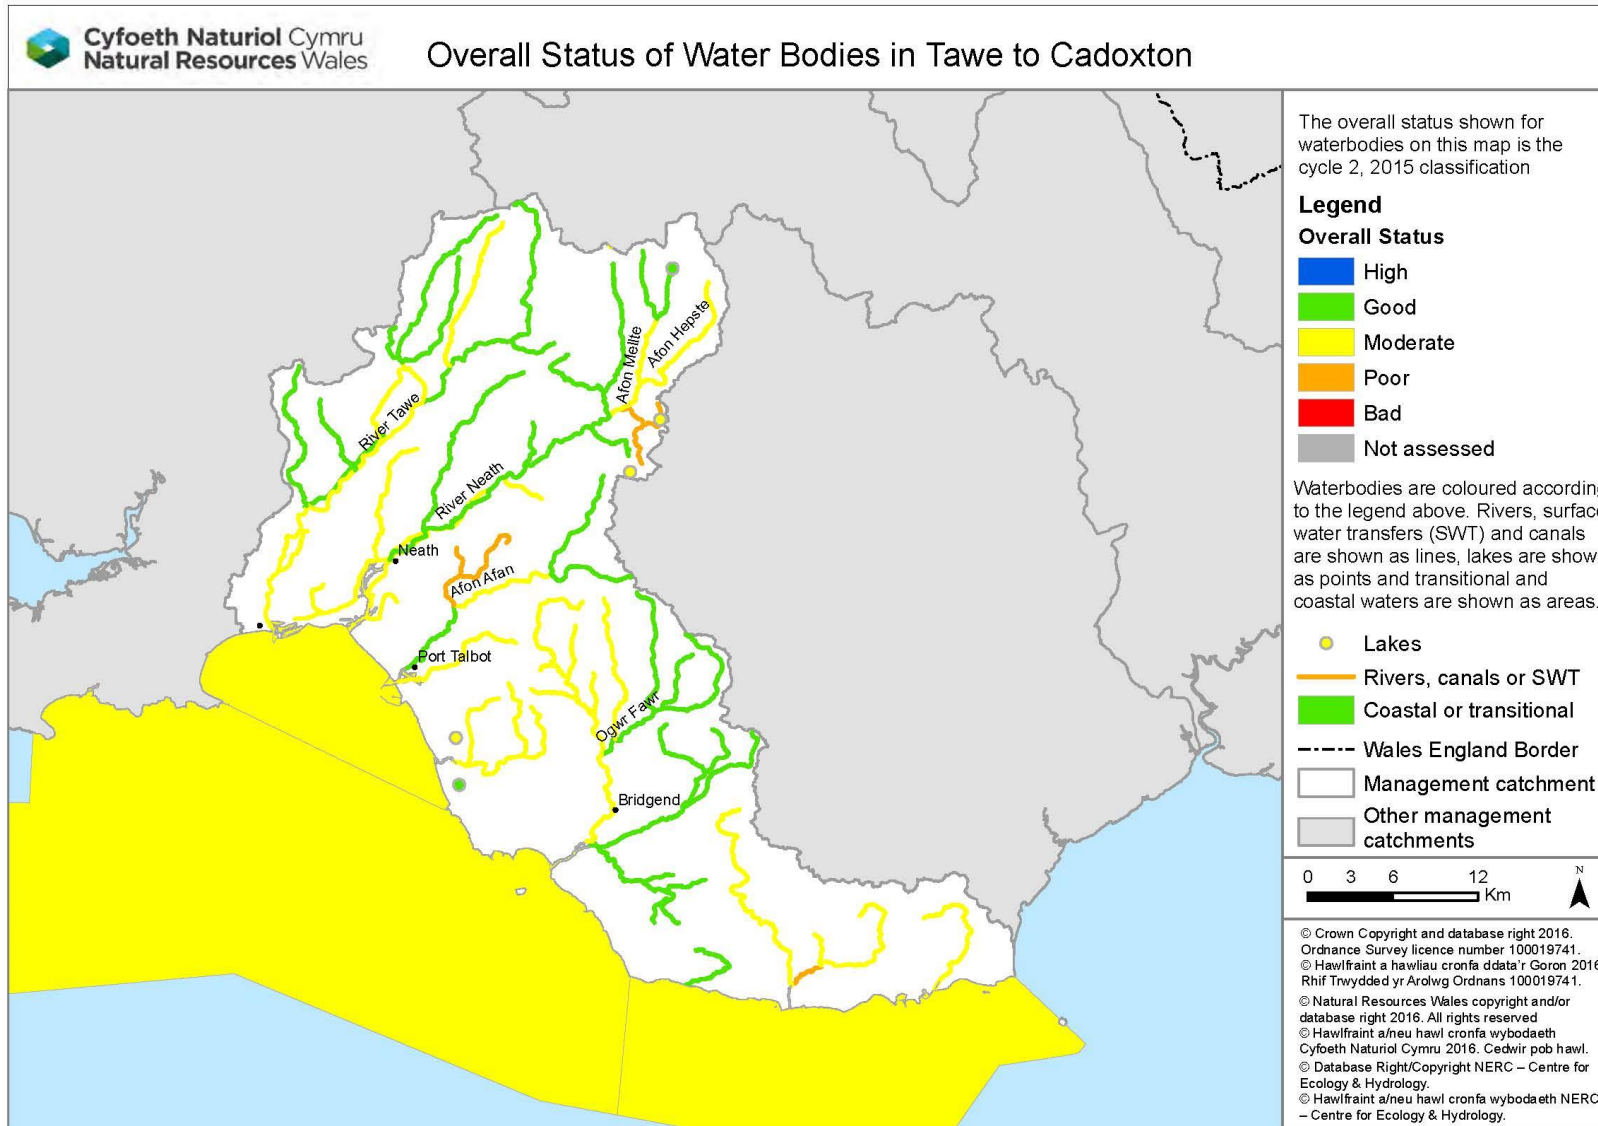 Cyfoeth Naturiol Cymru
Natural Resources Wales
Overall Status of Water Bodies in Tawe to Cadoxton
The overall status shown for
waterbodies on this map is the
cycle 2, 2015 classification
Legend
Overall Status
High
Good
Moderate
Poor
Bad
Not assessed
Waterbodies are coloured according
to the legend above. Rivers, surface
water transfers (SWT) and canals
are shown as lines, lakes are show
as points and transitional and
coastal waters are shown as areas.
Lakes
Rivers, canals or SWT
Coastal or transitional
Wales England Border
Management catchment
Other management
catchments
0 3 6 12
Km
N
© Crown Copyright and database right 2016.
Ordnance Survey licence number 100019741.
© Hawlfraint a hawliau cronfa ddata'r Goron 2016
Rhif Trwydded yr Arolwg Ordnans 100019741.
© Natural Resources Wales copyright and/or
database right 2016. All rights reserved
© Hawlfraint a/neu hawl cronfa wybodaeth
Cyfoeth Naturiol Cymru 2016. Cedwir pob hawl.
© Database Right/Copyright NERC – Centre for
Ecology & Hydrology.
© Hawlfraint a/neu hawl cronfa wybodaeth NERC
– Centre for Ecology & Hydrology.
Afon Mellte
Afon Hepste
River Tawe
River Neath
Neath
Afon Afan
Port Talbot
Ogwr Fawr
Bridgend